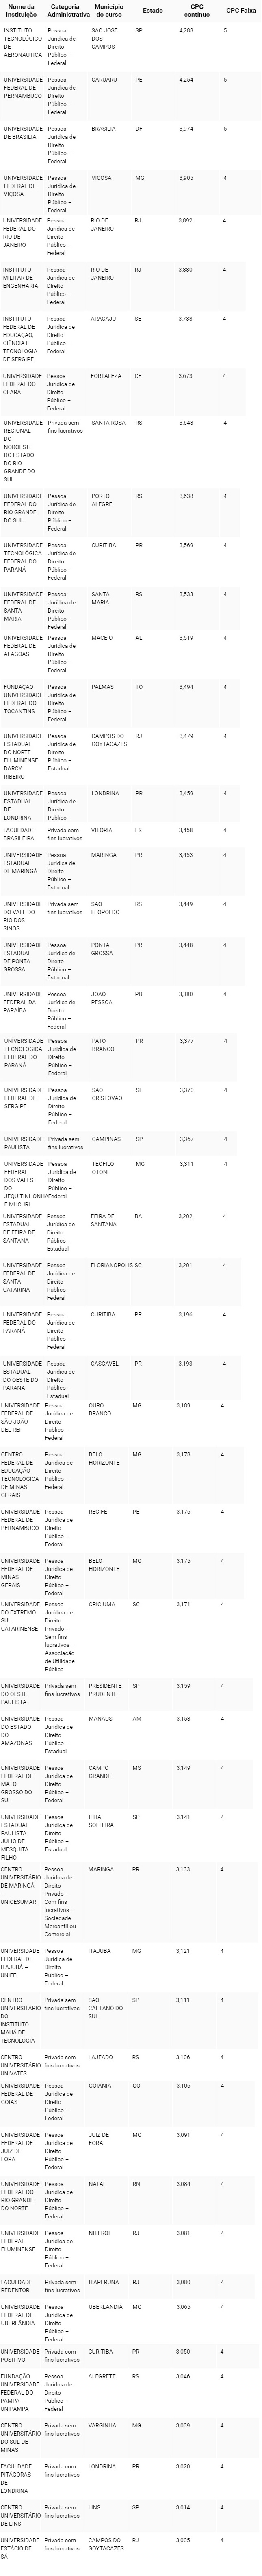 Nome da Categoria Município Estado CPC CPC Faixa
Instituição Administrativa do curso contínuo
INSTITUTO Pessoa SAO JOSE SP 4,288 5
TECNOLÓGICO Jurídica de DOS
DE Direito CAMPOS
AERONÁUTICA Público –
Federal
UNIVERSIDADE Pessoa CARUARU PE 4,254 5
FEDERAL DE Jurídica de
PERNAMBUCO Direito
Público –
Federal
UNIVERSIDADE Pessoa BRASILIA DF 3,974 5
DE BRASÍLIA Jurídica de
Direito
Público –
Federal
UNIVERSIDADE Pessoa VICOSA MG 3,905 4
FEDERAL DE Jurídica de
VIÇOSA Direito
Público –
Federal
UNIVERSIDADE Pessoa RIO DE RJ 3,892 4
FEDERAL DO Jurídica de JANEIRO
RIO DE Direito
JANEIRO Público –
Federal
INSTITUTO Pessoa RIO DE RJ 3,880 4
MILITAR DE Jurídica de JANEIRO
ENGENHARIA Direito
Público –
Federal
INSTITUTO Pessoa ARACAJU SE 3,738 4
FEDERAL DE Jurídica de
EDUCAÇÃO, Direito
CIÊNCIA E Público –
TECNOLOGIA Federal
DE SERGIPE
UNIVERSIDADE Pessoa FORTALEZA CE 3,673 4
FEDERAL DO Jurídica de
CEARÁ Direito
Público –
Federal
UNIVERSIDADE Privada sem SANTA ROSA RS 3,648 4
REGIONAL fins lucrativos
DO
NOROESTE
DO ESTADO
DO RIO
GRANDE DO
SUL
UNIVERSIDADE Pessoa PORTO RS 3,638 4
FEDERAL DO Jurídica de ALEGRE
RIO GRANDE Direito
DO SUL Público –
Federal
UNIVERSIDADE Pessoa CURITIBA PR 3,569 4
TECNOLÓGICA Jurídica de
FEDERAL DO Direito
PARANÁ Público –
Federal
UNIVERSIDADE Pessoa SANTA RS 3,533 4
FEDERAL DE Jurídica de MARIA
SANTA Direito
MARIA Público –
Federal
UNIVERSIDADE Pessoa MACEIO AL 3,519 4
FEDERAL DE Jurídica de
ALAGOAS Direito
Público –
Federal
FUNDAÇÃO Pessoa PALMAS TO 3,494 4
UNIVERSIDADE Jurídica de
FEDERAL DO Direito
TOCANTINS Público –
Federal
UNIVERSIDADE Pessoa CAMPOS DO RJ 3,479 4
ESTADUAL Jurídica de GOYTACAZES
DO NORTE Direito
FLUMINENSE Público –
DARCY Estadual
RIBEIRO
UNIVERSIDADE Pessoa LONDRINA PR 3,459 4
ESTADUAL Jurídica de
DE Direito
LONDRINA Público –
FACULDADE Privada com VITORIA ES 3,458 4
BRASILEIRA fins lucrativos
UNIVERSIDADE Pessoa MARINGA PR 3,453 4
ESTADUAL Jurídica de
DE MARINGÁ Direito
Público –
Estadual
UNIVERSIDADE Privada sem SAO RS 3,449 4
DO VALE DO fins lucrativos LEOPOLDO
RIO DOS
SINOS
UNIVERSIDADE Pessoa PONTA PR 3,448 4
ESTADUAL Jurídica de GROSSA
DE PONTA Direito
GROSSA Público –
Estadual
UNIVERSIDADE Pessoa JOAO PB 3,380 4
FEDERAL DA Jurídica de PESSOA
PARAÍBA Direito
Público –
Federal
UNIVERSIDADE Pessoa PATO PR 3,377 4
TECNOLÓGICA Jurídica de BRANCO
FEDERAL DO Direito
PARANÁ Público –
Federal
UNIVERSIDADE Pessoa SAO SE 3,370 4
FEDERAL DE Jurídica de CRISTOVAO
SERGIPE Direito
Público –
Federal
UNIVERSIDADE Privada sem CAMPINAS SP 3,367 4
PAULISTA fins lucrativos
UNIVERSIDADE Pessoa TEOFILO MG 3,311 4
FEDERAL Jurídica de OTONI
DOS VALES Direito
DO Público –
JEQUITINHONHA Federal
E MUCURI
UNIVERSIDADE Pessoa FEIRA DE BA 3,202 4
ESTADUAL Jurídica de SANTANA
DE FEIRA DE Direito
SANTANA Público –
Estadual
UNIVERSIDADE Pessoa FLORIANOPOLIS SC 3,201 4
FEDERAL DE Jurídica de
SANTA Direito
CATARINA Público –
Federal
UNIVERSIDADE Pessoa CURITIBA PR 3,196 4
FEDERAL DO Jurídica de
PARANÁ Direito
Público –
Federal
UNIVERSIDADE Pessoa CASCAVEL PR 3,193 4
ESTADUAL Jurídica de
DO OESTE DO Direito
PARANÁ Público –
Estadual
UNIVERSIDADE Pessoa OURO MG 3,189 4
FEDERAL DE Jurídica de BRANCO
SÃO JOÃO Direito
DEL REI Público –
Federal
CENTRO Pessoa BELO MG 3,178 4
FEDERAL DE Jurídica de HORIZONTE
EDUCAÇÃO Direito
TECNOLÓGICA Público –
DE MINAS Federal
GERAIS
UNIVERSIDADE Pessoa RECIFE PE 3,176 4
FEDERAL DE Jurídica de
PERNAMBUCO Direito
Público –
Federal
UNIVERSIDADE Pessoa BELO MG 3,175 4
FEDERAL DE Jurídica de HORIZONTE
MINAS Direito
GERAIS Público –
Federal
UNIVERSIDADE Pessoa CRICIUMA SC 3,171 4
DO EXTREMO Jurídica de
SUL Direito
CATARINENSE Privado –
Sem fins
lucrativos –
Associação
de Utilidade
Pública
UNIVERSIDADE Privada sem PRESIDENTE SP 3,159 4
DO OESTE fins lucrativos PRUDENTE
PAULISTA
UNIVERSIDADE Pessoa MANAUS AM 3,153 4
DO ESTADO Jurídica de
DO Direito
AMAZONAS Público –
Estadual
UNIVERSIDADE Pessoa CAMPO MS 3,149 4
FEDERAL DE Jurídica de GRANDE
MATO Direito
GROSSO DO Público –
SUL Federal
UNIVERSIDADE Pessoa ILHA SP 3,141 4
ESTADUAL Jurídica de SOLTEIRA
PAULISTA Direito
JÚLIO DE Público –
MESQUITA Estadual
FILHO
CENTRO Pessoa MARINGA PR 3,133 4
UNIVERSITÁRIO Jurídica de
DE MARINGÁ Direito
– Privado –
UNICESUMAR Com fins
lucrativos –
Sociedade
Mercantil ou
Comercial
UNIVERSIDADE Pessoa ITAJUBA MG 3,121 4
FEDERAL DE Jurídica de
ITAJUBÁ – Direito
UNIFEI Público –
Federal
CENTRO Privada sem SAO SP 3,111 4
UNIVERSITÁRIO fins lucrativos CAETANO DO
DO SUL
INSTITUTO
MAUÁ DE
TECNOLOGIA
CENTRO Privada sem LAJEADO RS 3,106 4
UNIVERSITÁRIO fins lucrativos
UNIVATES
UNIVERSIDADE Pessoa GOIANIA GO 3,106 4
FEDERAL DE Jurídica de
GOIÁS Direito
Público –
Federal
UNIVERSIDADE Pessoa JUIZ DE MG 3,091 4
FEDERAL DE Jurídica de FORA
JUIZ DE Direito
FORA Público –
Federal
UNIVERSIDADE Pessoa NATAL RN 3,084 4
FEDERAL DO Jurídica de
RIO GRANDE Direito
DO NORTE Público –
Federal
UNIVERSIDADE Pessoa NITEROI RJ 3,081 4
FEDERAL Jurídica de
FLUMINENSE Direito
Público –
Federal
FACULDADE Privada sem ITAPERUNA RJ 3,080 4
REDENTOR fins lucrativos
UNIVERSIDADE Pessoa UBERLANDIA MG 3,065 4
FEDERAL DE Jurídica de
UBERLÂNDIA Direito
Público –
Federal
UNIVERSIDADE Privada com CURITIBA PR 3,050 4
POSITIVO fins lucrativos
FUNDAÇÃO Pessoa ALEGRETE RS 3,046 4
UNIVERSIDADE Jurídica de
FEDERAL DO Direito
PAMPA – Público –
UNIPAMPA Federal
CENTRO Privada sem VARGINHA MG 3,039 4
UNIVERSITÁRIO fins lucrativos
DO SUL DE
MINAS
FACULDADE Privada com LONDRINA PR 3,020 4
PITÁGORAS fins lucrativos
DE
LONDRINA
CENTRO Privada sem LINS SP 3,014 4
UNIVERSITÁRIO fins lucrativos
DE LINS
UNIVERSIDADE Privada com CAMPOS DO RJ 3,005 4
ESTÁCIO DE fins lucrativos GOYTACAZES
SÁ